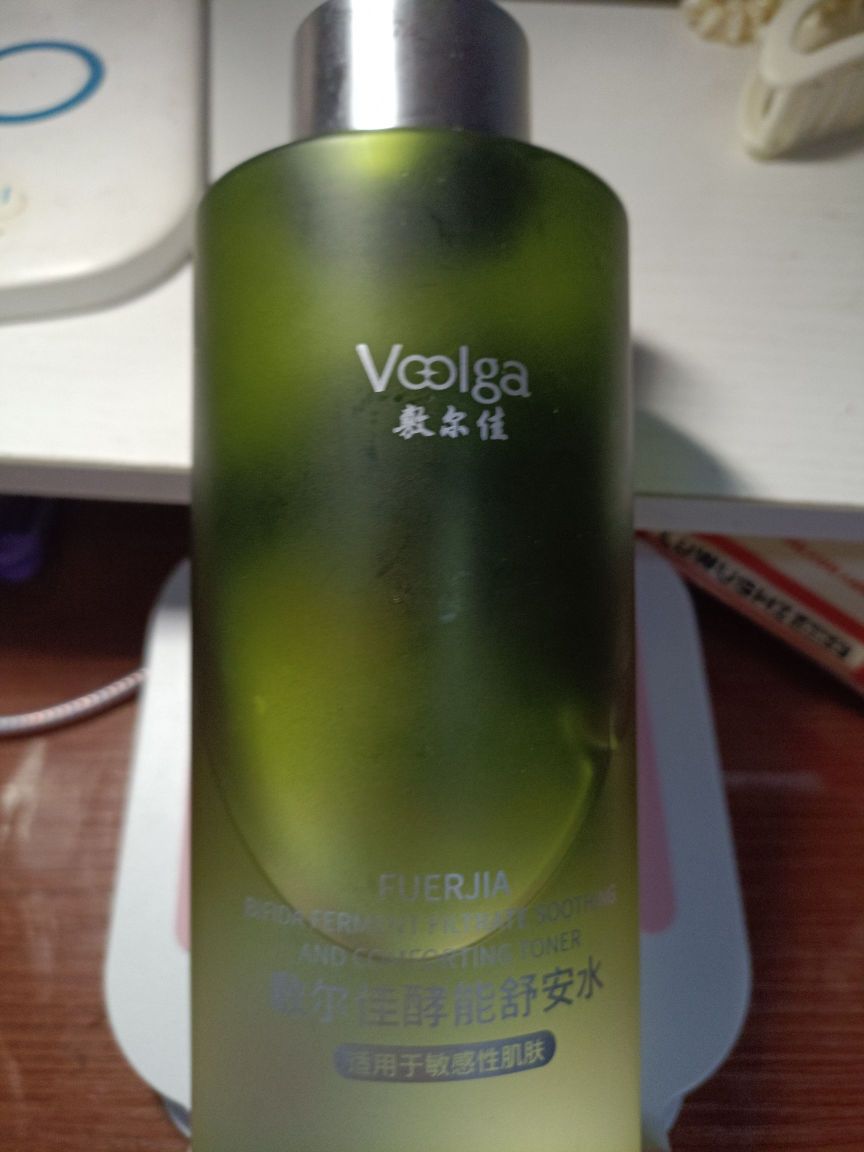 Voolga
敷尔佳
FUERJIA
BIFIDA FERMENT FILTRATE SOOTHING
AND COMFORTING TONER
敷尔佳酵能舒安水
适用于敏感性肌肤